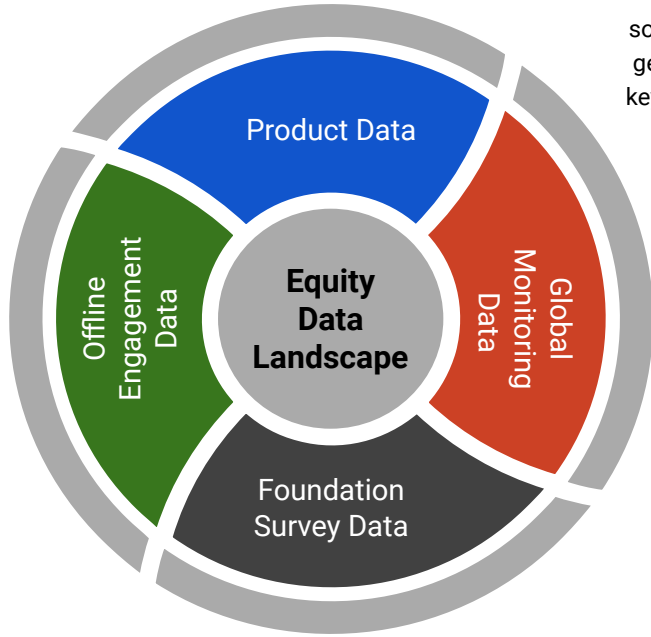 Product Data
Global
Monitoring
Data
Equity
Data
Landscape
Offline
Engagement
Data
Foundation
Survey Data